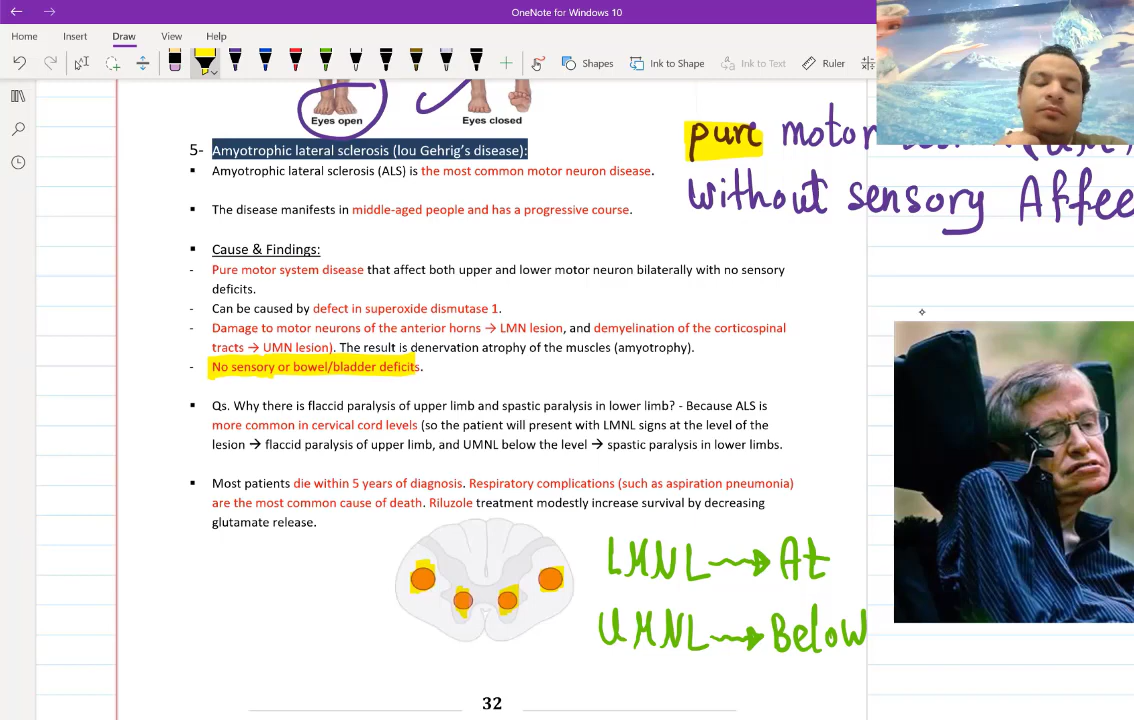 OneNote for Windows 10
Home Insert Draw View Help
Shapes Ink to Shape Ink to Text Ruler
Eyes open Eyes closed
pure motor
without sensory Affee
5- Amyotrophic lateral sclerosis (lou Gehrig's disease):
▪ Amyotrophic lateral sclerosis (ALS) is the most common motor neuron disease.
▪ The disease manifests in middle-aged people and has a progressive course.
▪ Cause & Findings:
- Pure motor system disease that affect both upper and lower motor neuron bilaterally with no sensory
deficits.
- Can be caused by defect in superoxide dismutase 1.
- Damage to motor neurons of the anterior horns → LMN lesion, and demyelination of the corticospinal
tracts → UMN lesion). The result is denervation atrophy of the muscles (amyotrophy).
- No sensory or bowel/bladder deficits.
▪ Qs. Why there is flaccid paralysis of upper limb and spastic paralysis in lower limb? - Because ALS is
more common in cervical cord levels (so the patient will present with LMNL signs at the level of the
lesion → flaccid paralysis of upper limb, and UMNL below the level → spastic paralysis in lower limbs.
▪ Most patients die within 5 years of diagnosis. Respiratory complications (such as aspiration pneumonia)
are the most common cause of death. Riluzole treatment modestly increase survival by decreasing
glutamate release.
LMNL → At
UMNL → Below
32